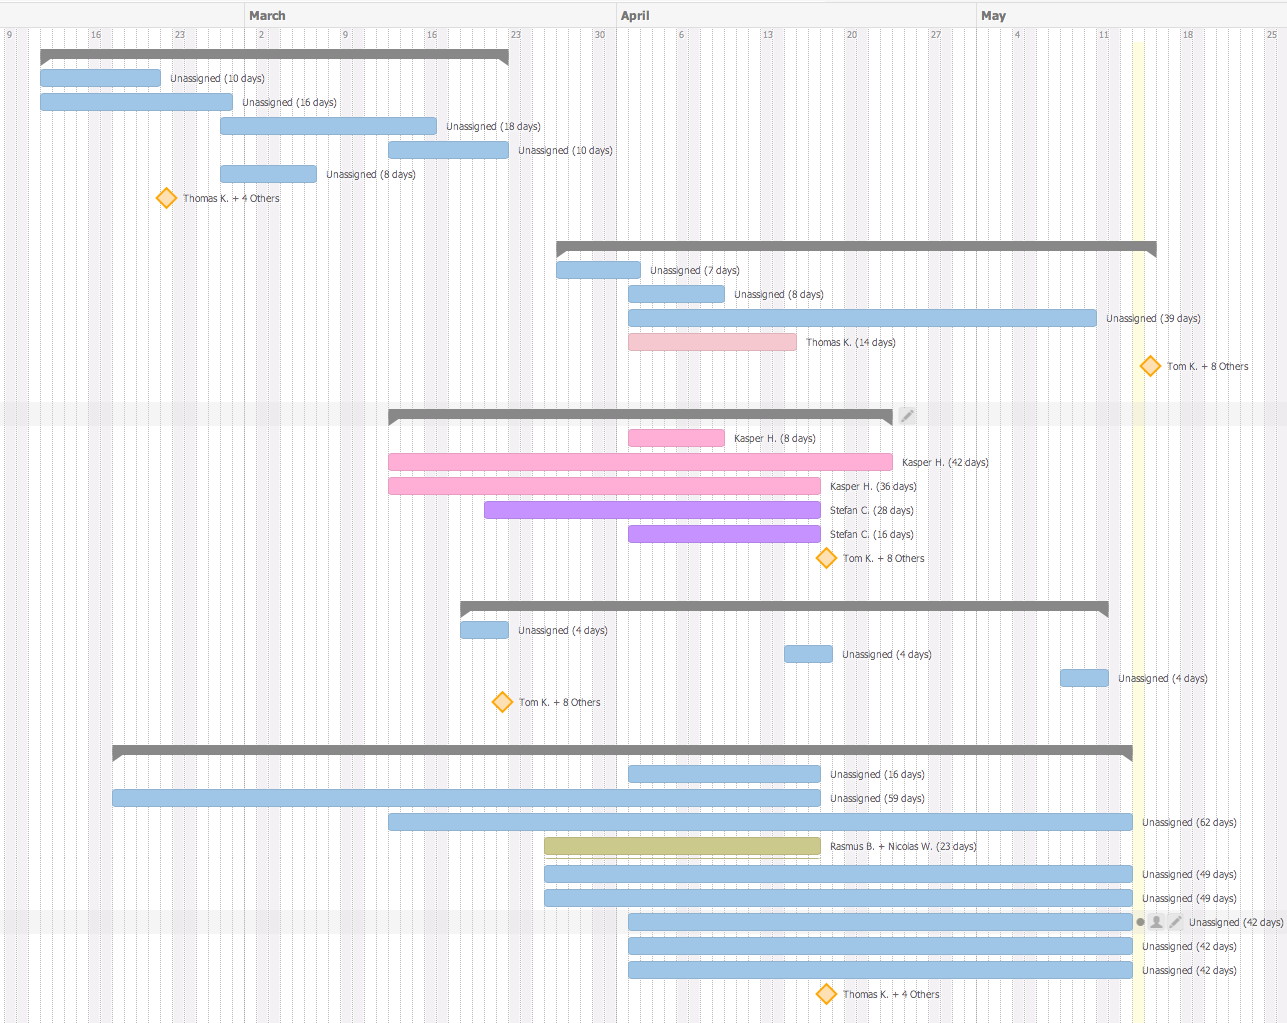 March April May
9 16 23 2 9 16 23 30 6 13 20 27 4 11 18 25
Unassigned (10 days)
Unassigned (16 days)
Unassigned (18 days)
Unassigned (10 days)
Unassigned (8 days)
Thomas K. + 4 Others
Unassigned (7 days)
Unassigned (8 days)
Unassigned (39 days)
Thomas K. (14 days)
Tom K. + 8 Others
Kasper H. (8 days)
Kasper H. (42 days)
Kasper H. (36 days)
Stefan C. (28 days)
Stefan C. (16 days)
Tom K. + 8 Others
Unassigned (4 days)
Unassigned (4 days)
Unassigned (4 days)
Tom K. + 8 Others
Unassigned (16 days)
Unassigned (59 days)
Unassigned (62 days)
Rasmus B. + Nicolas W. (23 days)
Unassigned (49 days)
Unassigned (49 days)
Unassigned (42 days)
Unassigned (42 days)
Unassigned (42 days)
Thomas K. + 4 Others